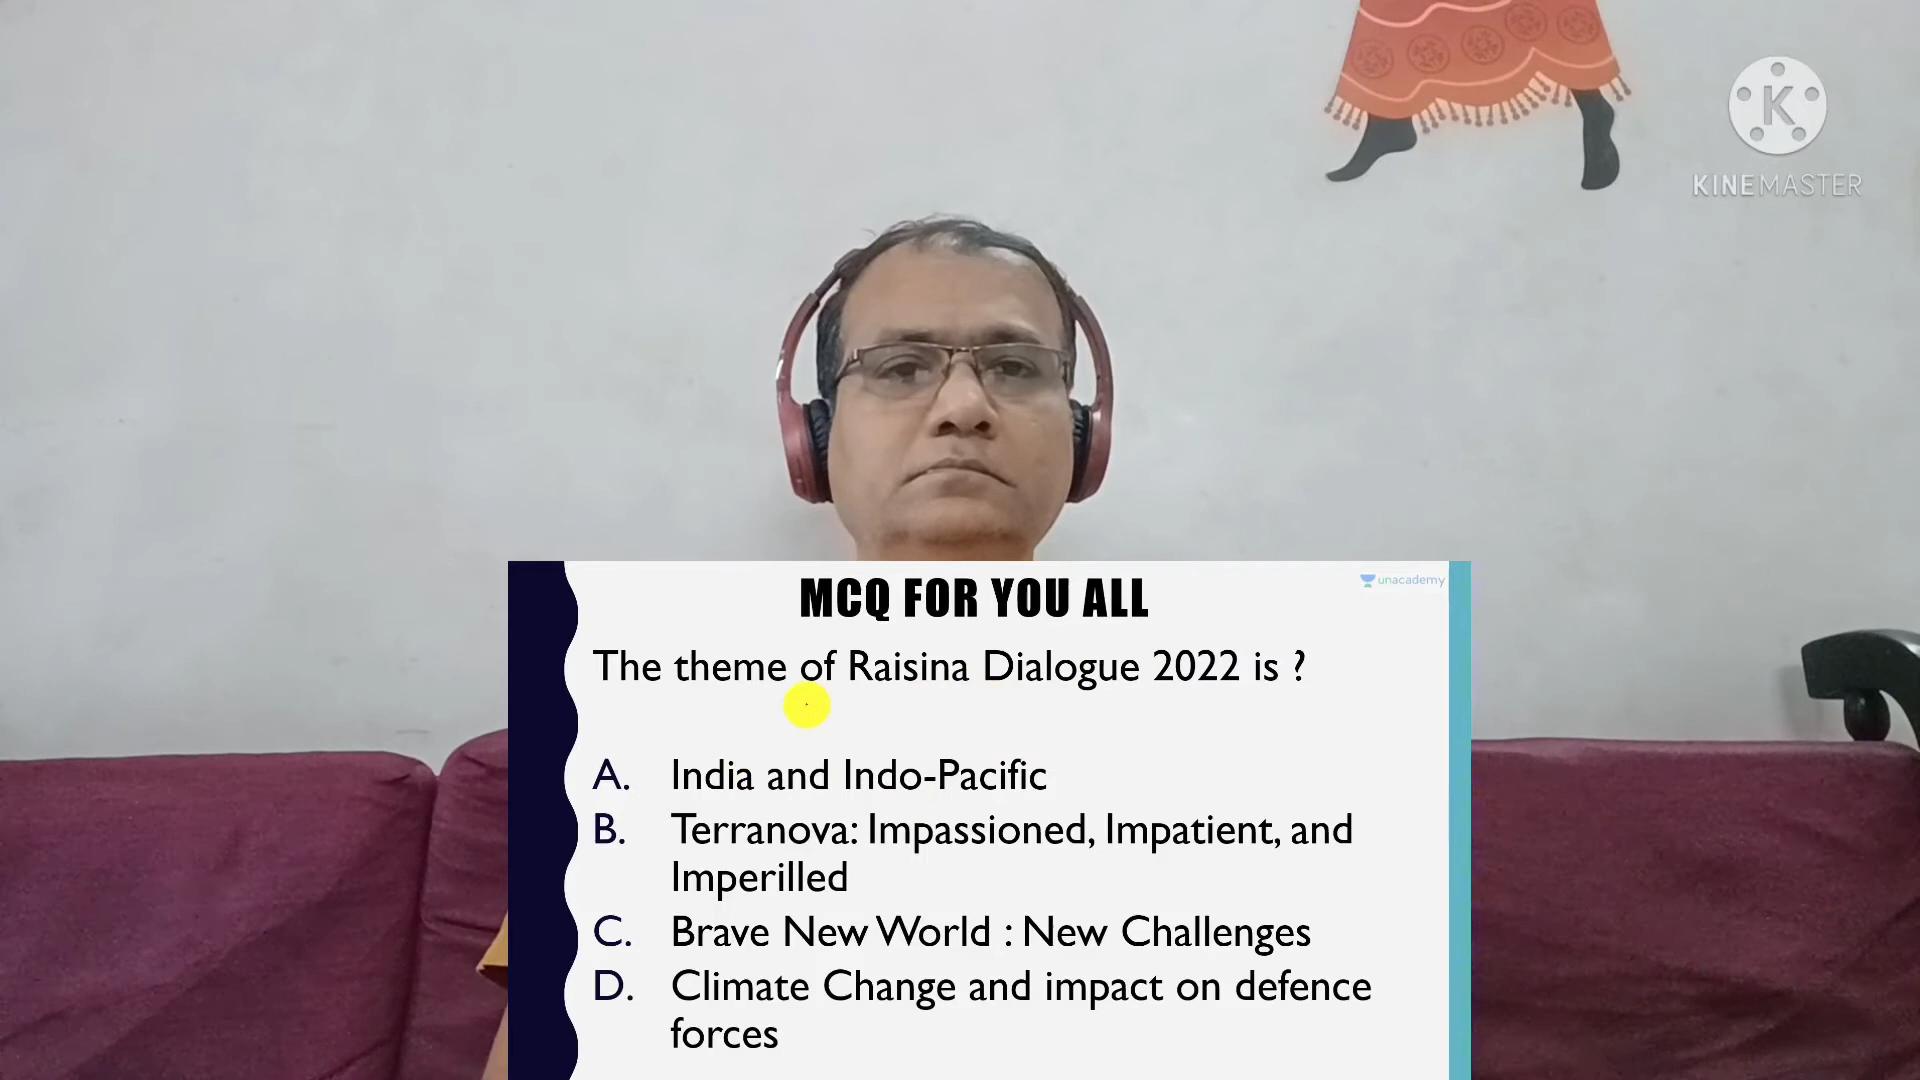 K
KINEMASTER
MCQ FOR YOU ALL
unacademy
The theme of Raisina Dialogue 2022 is ?
A. India and Indo-Pacific
B. Terranova: Impassioned, Impatient, and
Imperilled
C. Brave New World : New Challenges
D. Climate Change and impact on defence
forces